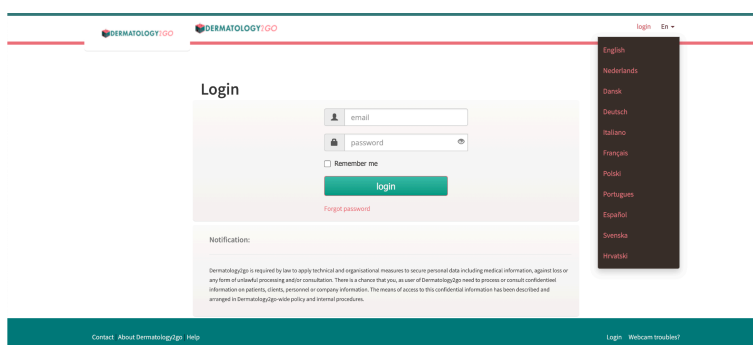 DERMATOLOGY2GO
DERMATOLOGY2GO
login En
English
Nederlands
Dansk
Deutsch
Italiano
Français
Polski
Portugues
Español
Svenska
Hrvatski
Login
email
password
Remember me
login
Forgot password
Notification:
Dermatology2go is required by law to apply technical and organisational measures to secure personal data including medical information, against loss or
any form of unlawful processing and/or consultation. There is a chance that you, as user of Dermatology2go need to process or consult confidentieel
information on patients, clients, personnel or company information. The means of access to this confidential information has been described and
arranged in Dermatology2go-wide policy and internal procedures.
Contact About Dermatology2go Help
Login Webcam troubles?